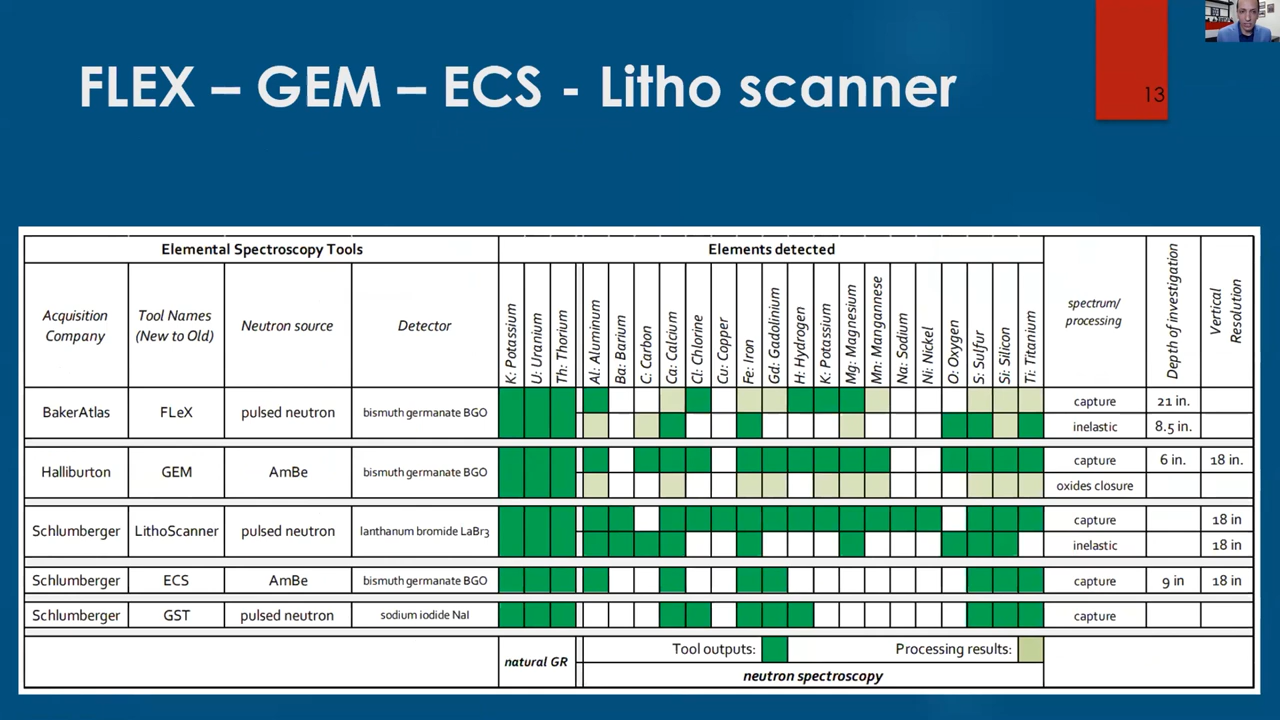 FLEX – GEM – ECS - Litho scanner
13
Elemental Spectroscopy Tools
Elements detected
Acquisition Company
Tool Names (New to Old)
Neutron source
Detector
K: Potassium
U: Uranium
Th: Thorium
Al: Aluminum
Ba: Barium
C: Carbon
Ca: Calcium
Cl: Chlorine
Cu: Copper
Fe: Iron
Gd: Gadolinium
H: Hydrogen
K: Potassium
Mg: Magnesium
Mn: Mangannese
Na: Sodium
Ni: Nickel
O: Oxygen
S: Sulfur
Si: Silicon
Ti: Titanium
spectrum/ processing
Depth of investigation
Vertical Resolution
BakerAtlas FLeX pulsed neutron bismuth germanate BGO capture 21 in.
inelastic 8.5 in.
Halliburton GEM AmBe bismuth germanate BGO capture 6 in. 18 in.
oxides closure
Schlumberger LithoScanner pulsed neutron lanthanum bromide LaBr3 capture 18 in
inelastic 18 in
Schlumberger ECS AmBe bismuth germanate BGO capture 9 in 18 in
Schlumberger GST pulsed neutron sodium iodide NaI capture
natural GR
Tool outputs:
Processing results:
neutron spectroscopy